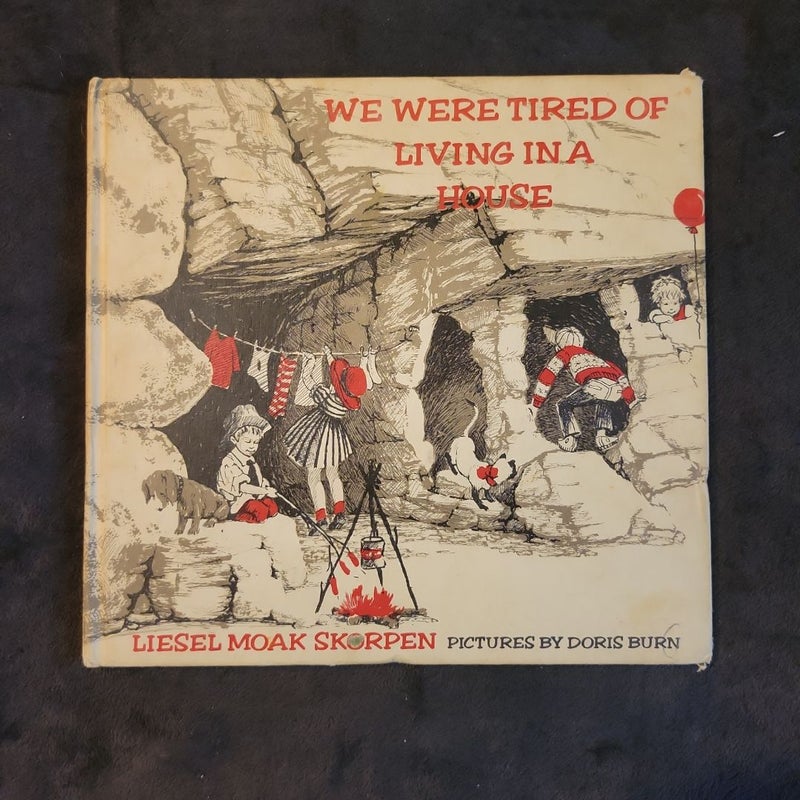 WE WERE TIRED OF
LIVING IN A
HOUSE
LIESEL MOAK SKORPEN PICTURES BY DORIS BURN